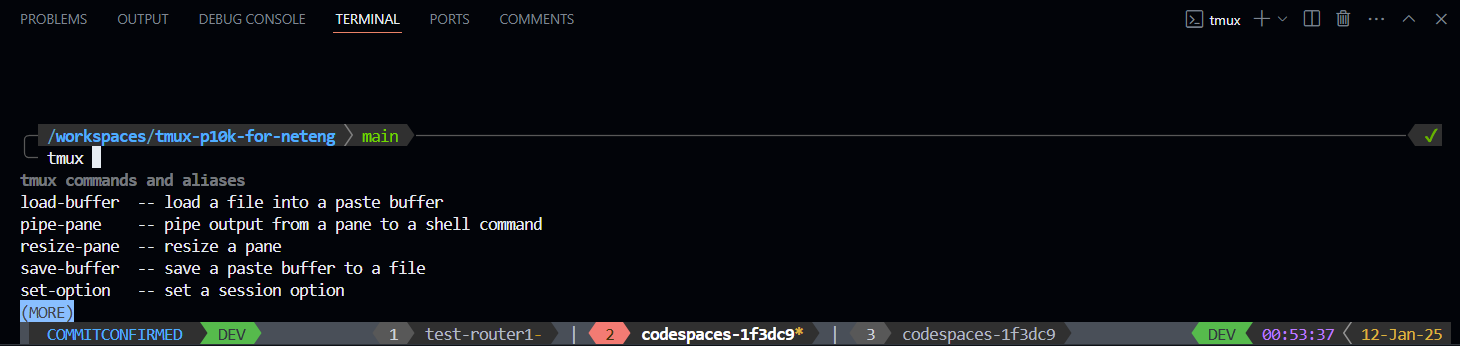 PROBLEMS OUTPUT DEBUG CONSOLE TERMINAL PORTS COMMENTS tmux
/workspaces/tmux-p10k-for-neteng main ✓
tmux
tmux commands and aliases
load-buffer -- load a file into a paste buffer
pipe-pane -- pipe output from a pane to a shell command
resize-pane -- resize a pane
save-buffer -- save a paste buffer to a file
set-option -- set a session option
(MORE)
COMMITCONFIRMED DEV 1 test-router1- | 2 codespaces-1f3dc9* | 3 codespaces-1f3dc9 DEV 00:53:37 12-Jan-25